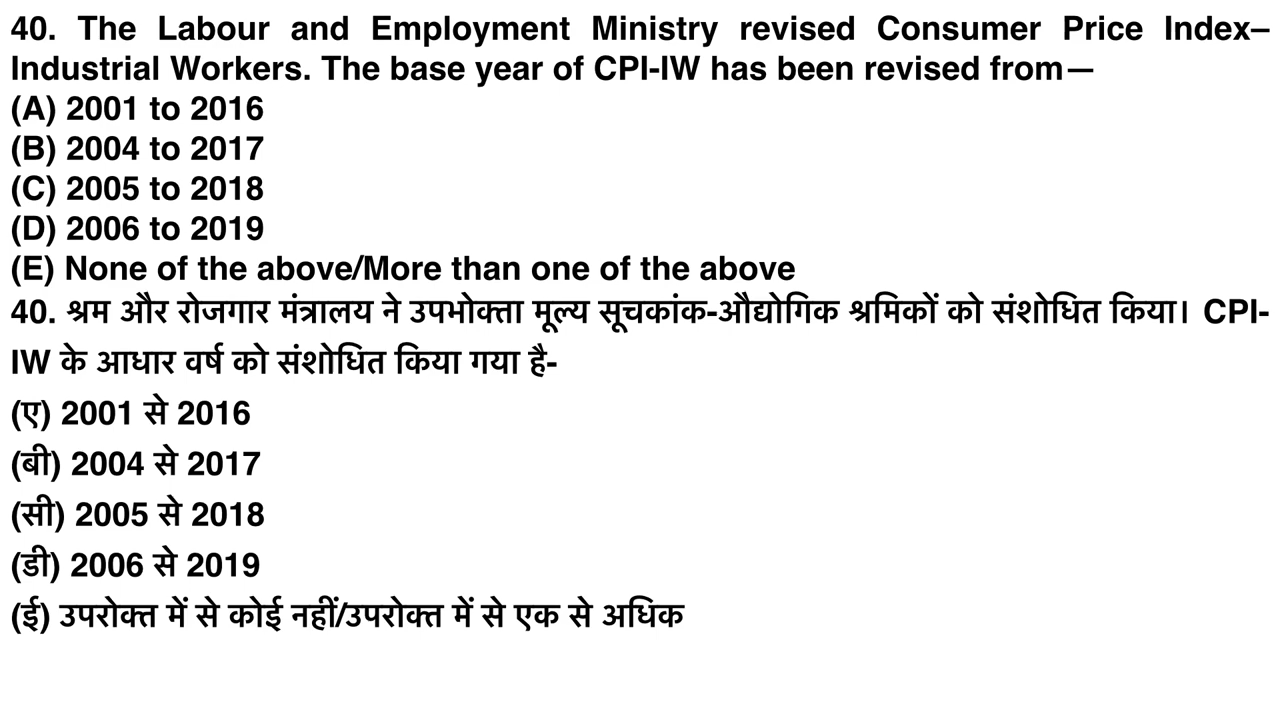 40. The Labour and Employment Ministry revised Consumer Price Index–
Industrial Workers. The base year of CPI-IW has been revised from—
(A) 2001 to 2016
(B) 2004 to 2017
(C) 2005 to 2018
(D) 2006 to 2019
(E) None of the above/More than one of the above
40. श्रम और रोजगार मंत्रालय ने उपभोक्ता मूल्य सूचकांक-औद्योगिक श्रमिकों को संशोधित किया। CPI-
IW के आधार वर्ष को संशोधित किया गया है-
(ए) 2001 से 2016
(बी) 2004 से 2017
(सी) 2005 से 2018
(डी) 2006 से 2019
(ई) उपरोक्त में से कोई नहीं/उपरोक्त में से एक से अधिक